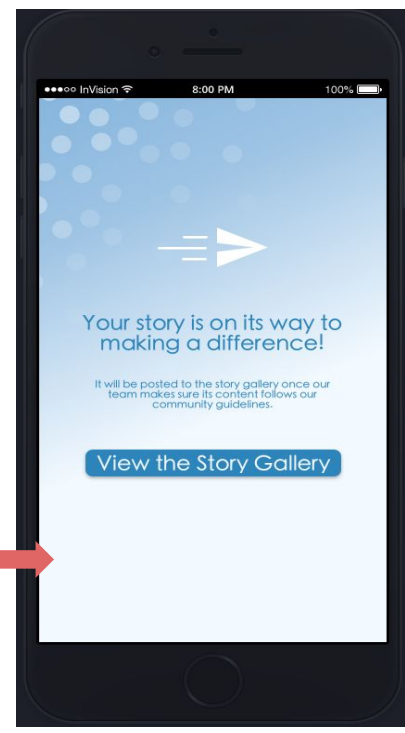 ●●●○○ InVision 8:00 PM 100%
Your story is on its way to
making a difference!
It will be posted to the story gallery once our
team makes sure its content follows our
community guidelines.
View the Story Gallery